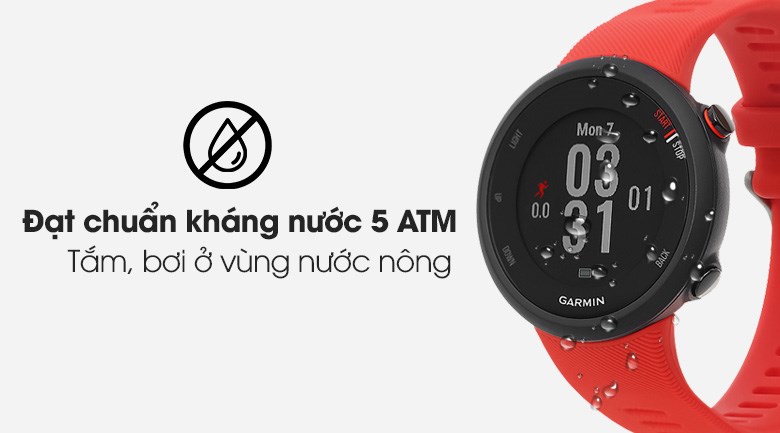 Đạt chuẩn kháng nước 5 ATM
Tắm, bơi ở vùng nước nông
LIGHT
START
STOP
Mon 7
03
0.0
01
31
DOWN
BACK
GARMIN